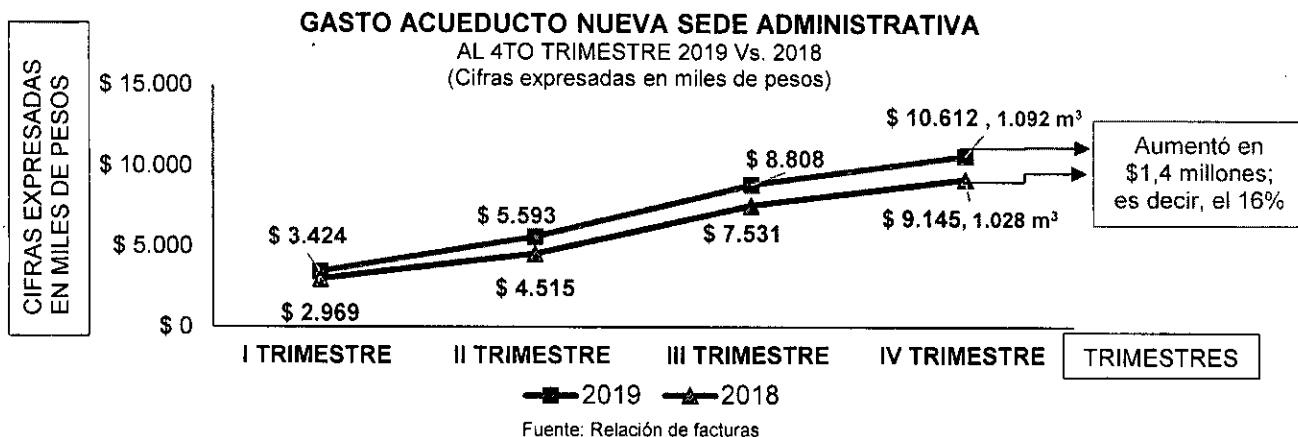 GASTO ACUEDUCTO NUEVA SEDE ADMINISTRATIVA
AL 4TO TRIMESTRE 2019 Vs. 2018
(Cifras expresadas en miles de pesos)
CIFRAS EXPRESADAS
EN MILES DE PESOS
$ 15.000
$ 10.000
$ 5.000
$ 0
$ 3.424
$ 5.593
$ 8.808
$ 10.612 , 1.092 m³
$ 2.969
$ 4.515
$ 7.531
$ 9.145, 1.028 m³
Aumentó en
$1,4 millones;
es decir, el 16%
I TRIMESTRE
II TRIMESTRE
III TRIMESTRE
IV TRIMESTRE
TRIMESTRES
2019
2018
Fuente: Relación de facturas